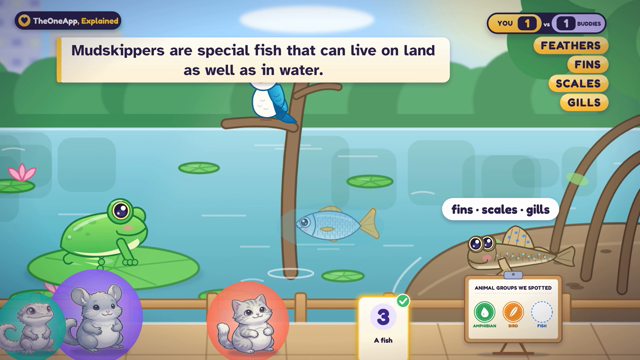 TheOneApp, Explained
YOU 1 vs 1 BUDDIES
Mudskippers are special fish that can live on land
as well as in water.
FEATHERS
FINS
SCALES
GILLS
fins · scales · gills
3
A fish
ANIMAL GROUPS WE SPOTTED
AMPHIBIAN
BIRD
FISH